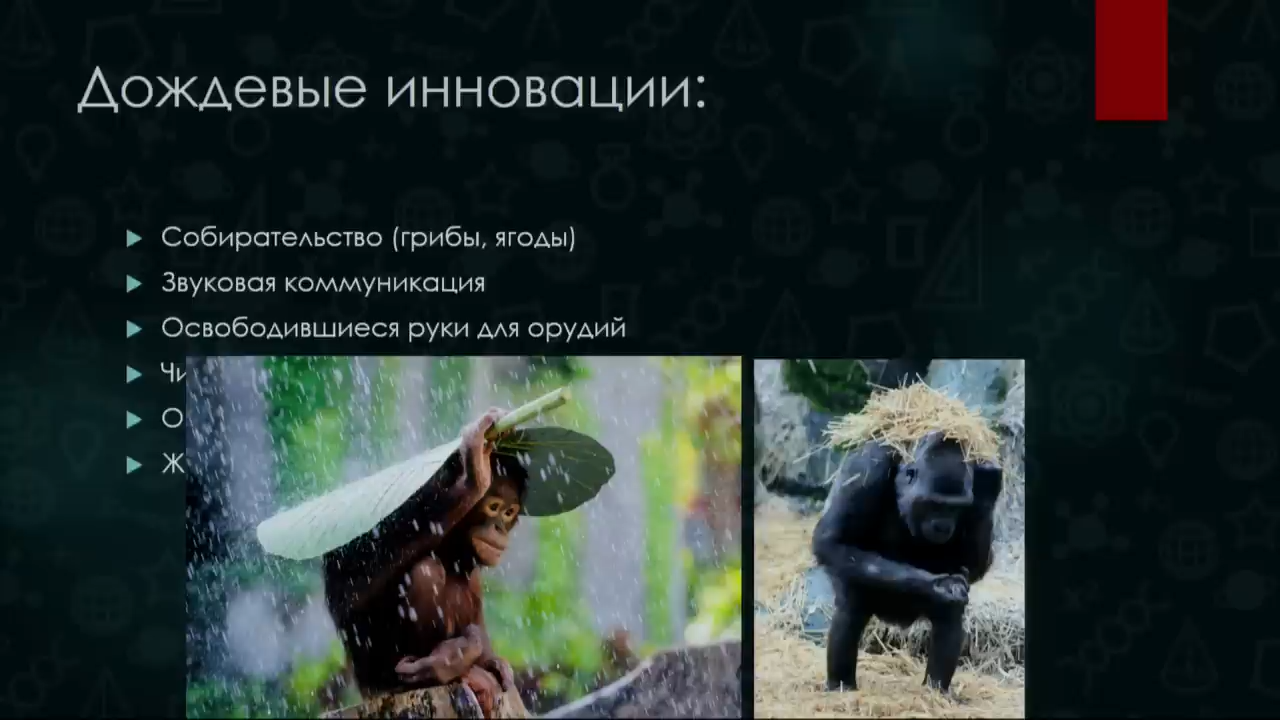 Дождевые инновации:
Собирательство (грибы, ягоды)
Звуковая коммуникация
Освободившиеся руки для орудий